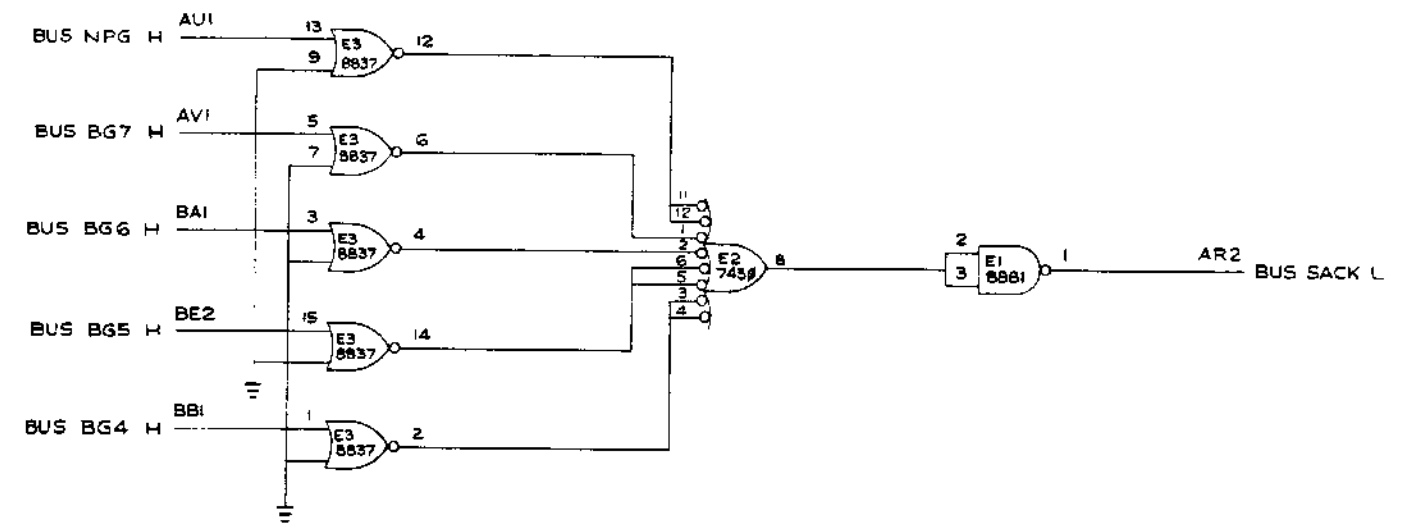 BUS NPG H AU1 13 E3 8837 12
9
BUS BG7 H AV1 5 E3 8837 6
7
BUS BG6 H BA1 3 E3 8837 4
BUS BG5 H BE2 15 E3 8837 14
BUS BG4 H BB1 1 E3 8837 2
11
12
1
2
6
5
3
4
E2
743Ø
8
2
3
E1
8881
1
AR2
BUS SACK L